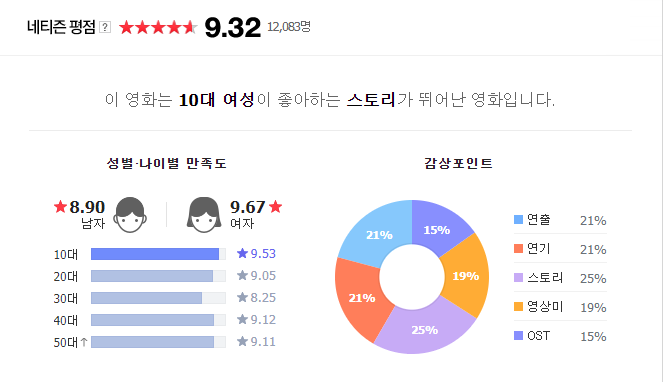 네티즌 평점 ? 9.32 12,083명
이 영화는 10대 여성이 좋아하는 스토리가 뛰어난 영화입니다.
성별·나이별 만족도
8.90 남자
9.67 여자
10대 9.53
20대 9.05
30대 8.25
40대 9.12
50대↑ 9.11
감상포인트
21%
15%
19%
25%
21%
연출 21%
연기 21%
스토리 25%
영상미 19%
OST 15%